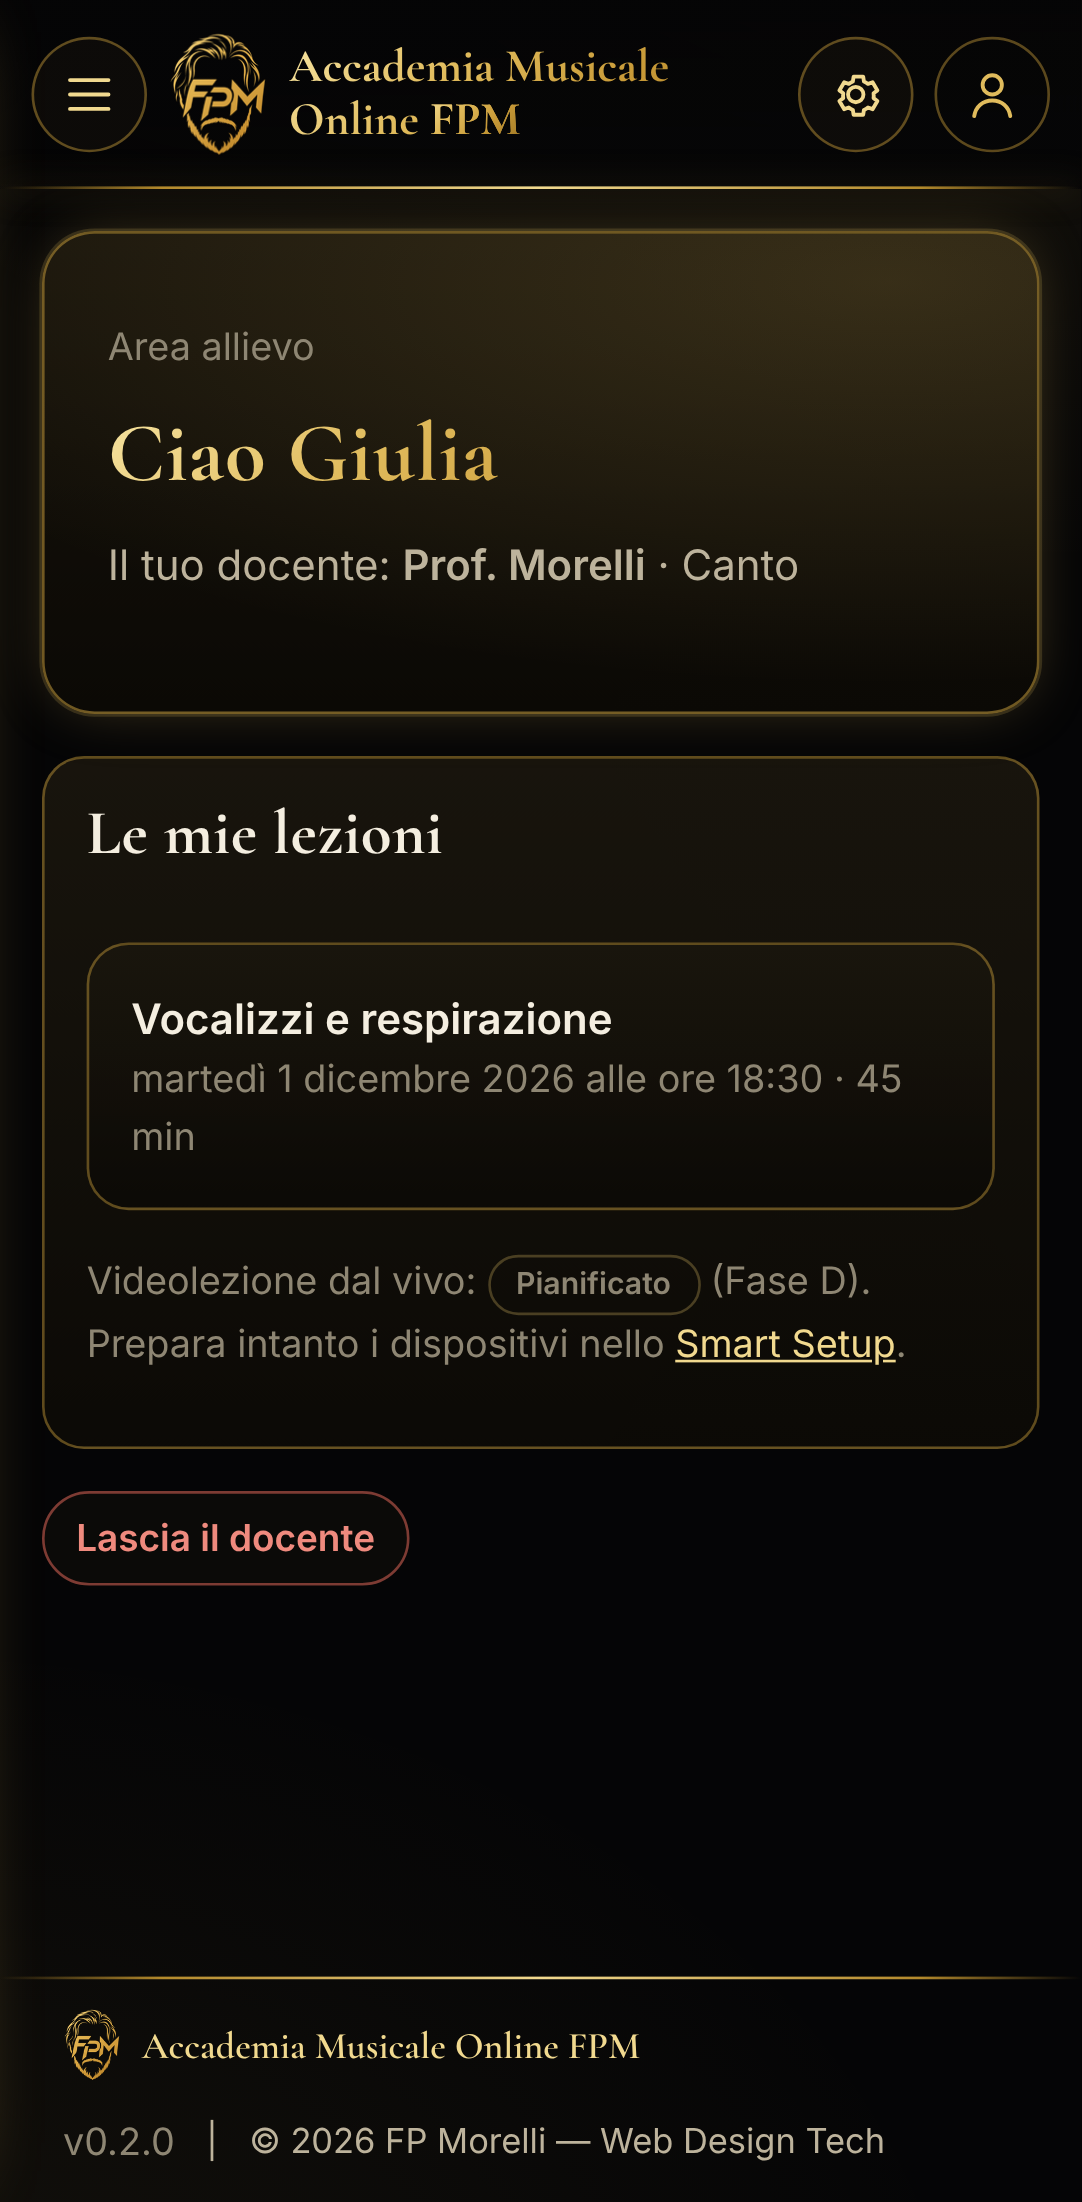 FPM
Accademia Musicale
Online FPM
Area allievo
Ciao Giulia
Il tuo docente: Prof. Morelli · Canto
Le mie lezioni
Vocalizzi e respirazione
martedì 1 dicembre 2026 alle ore 18:30 · 45
min
Videolezione dal vivo: Pianificato (Fase D).
Prepara intanto i dispositivi nello Smart Setup.
Lascia il docente
FPM
Accademia Musicale Online FPM
v0.2.0 | © 2026 FP Morelli — Web Design Tech